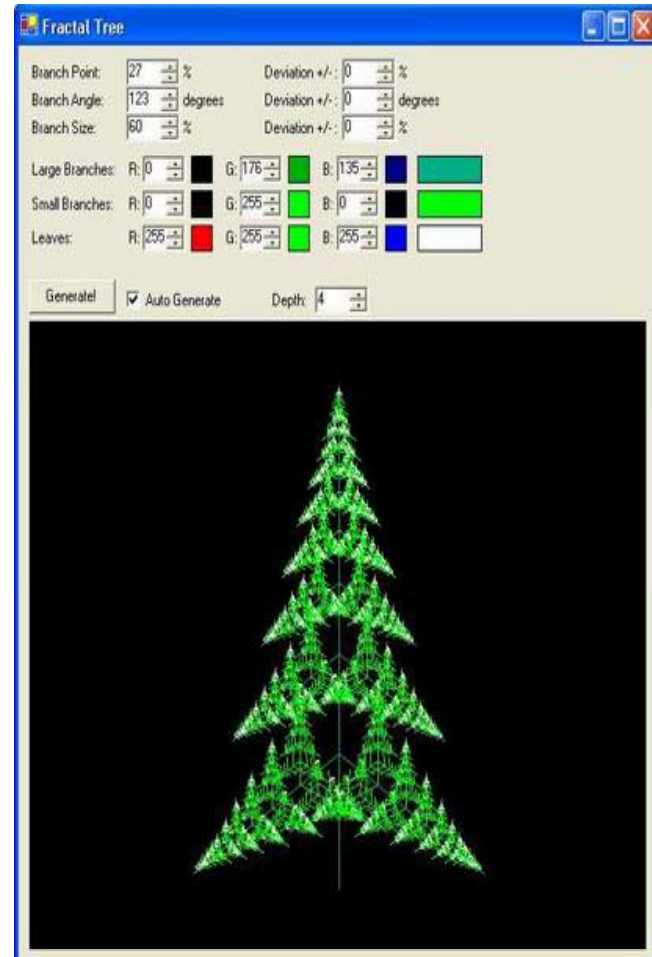 Fractal Tree
Branch Point: 27 % Deviation +/- : 0 %
Branch Angle: 123 degrees Deviation +/- : 0 degrees
Branch Size: 60 % Deviation +/- : 0 %
Large Branches: R: 0 G: 176 B: 135
Small Branches: R: 0 G: 255 B: 0
Leaves: R: 255 G: 255 B: 255
Generate! Auto Generate Depth: 4